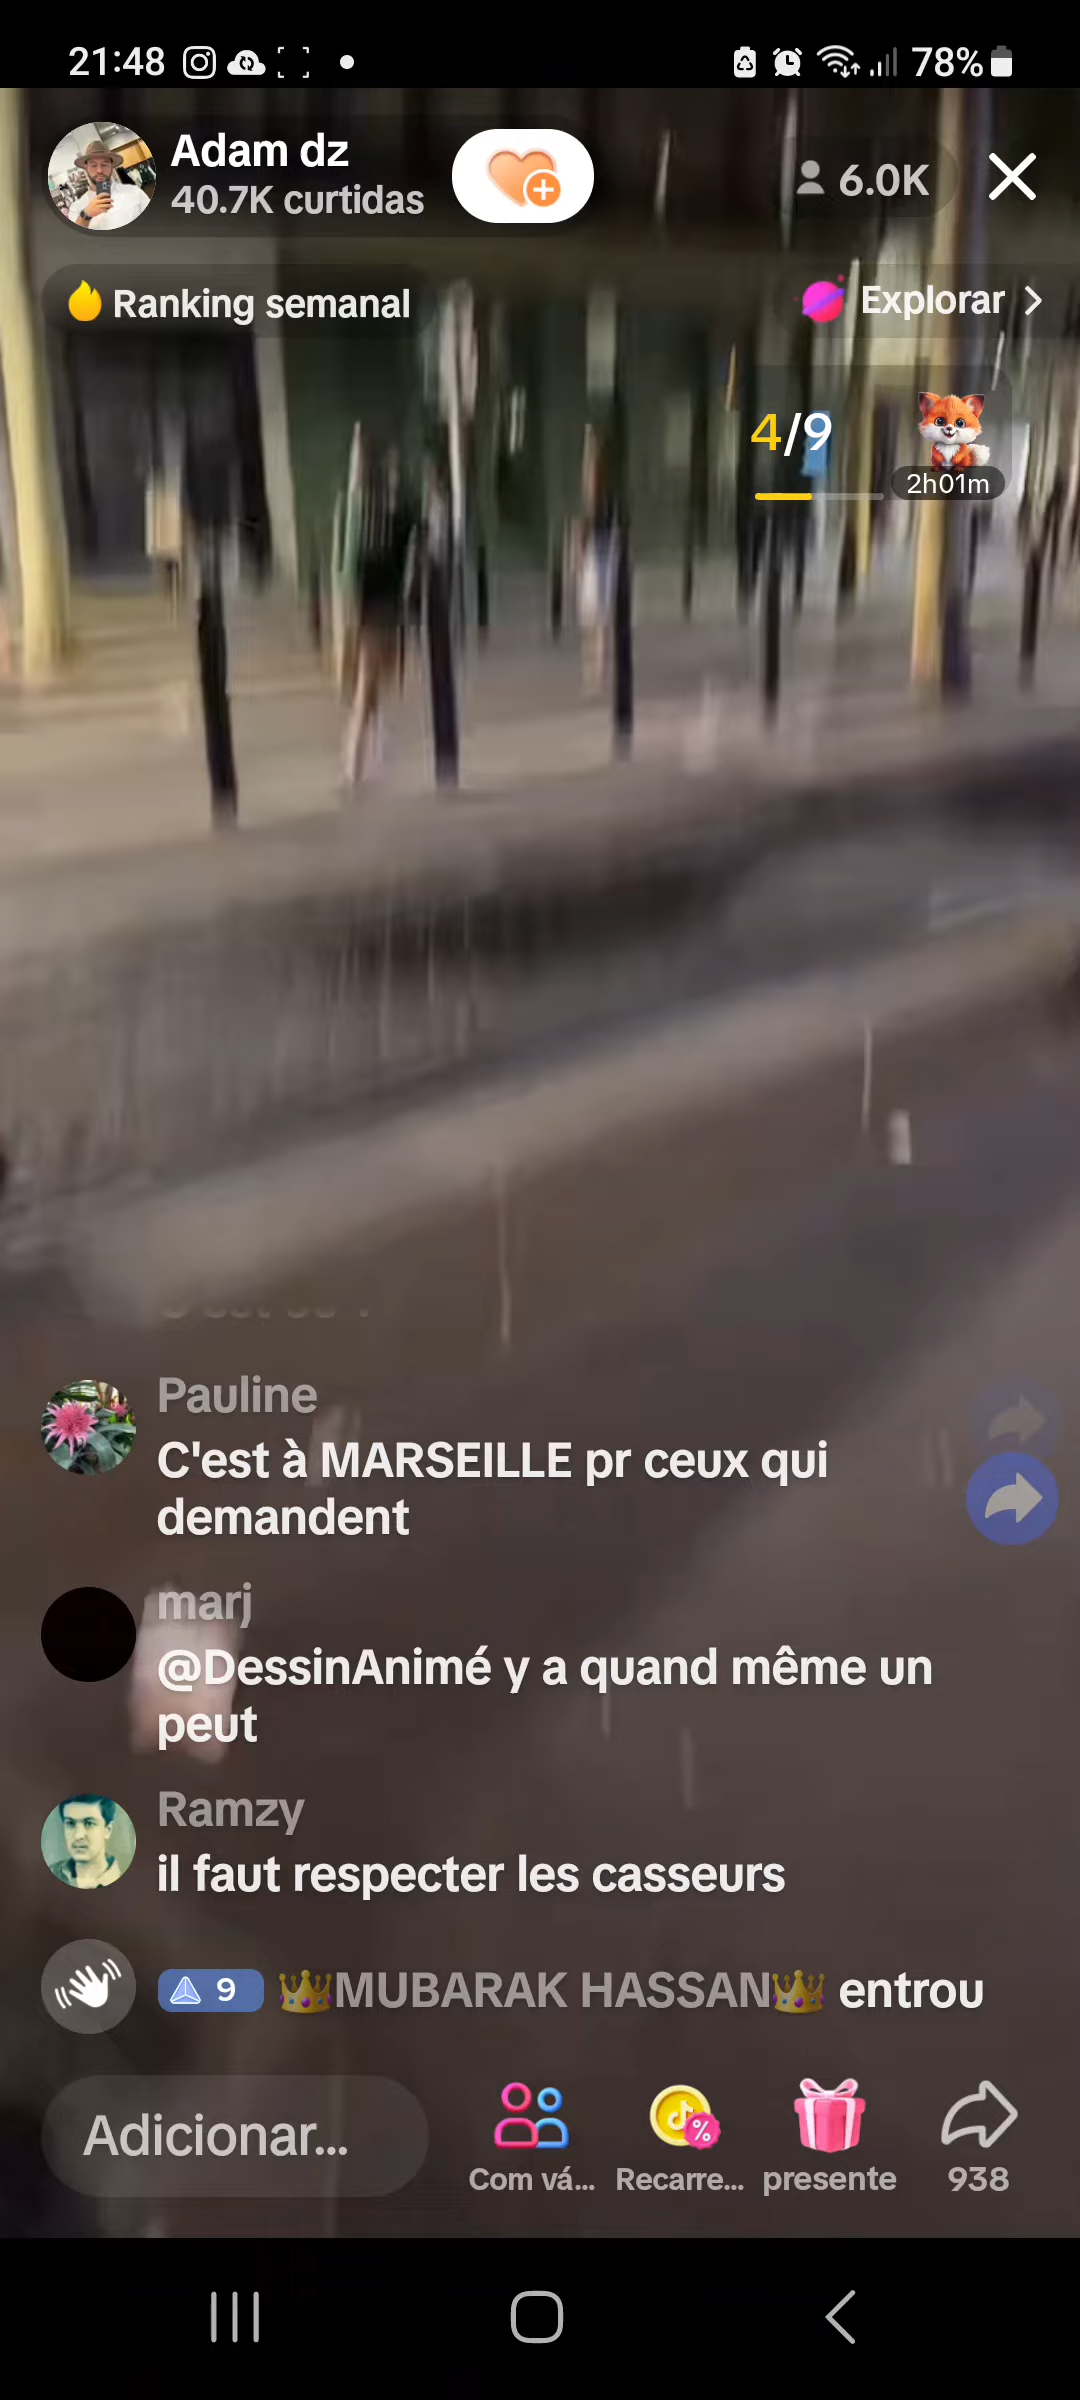 21:48
78%
Adam dz
40.7K curtidas
6.0K
Ranking semanal
Explorar
4/9
2h01m
Pauline
C'est à MARSEILLE pr ceux qui
demandent
marj
@DessinAnimé y a quand même un
peut
Ramzy
il faut respecter les casseurs
9 MUBARAK HASSAN entrou
Adicionar...
Com vá...
Recarre...
presente
938